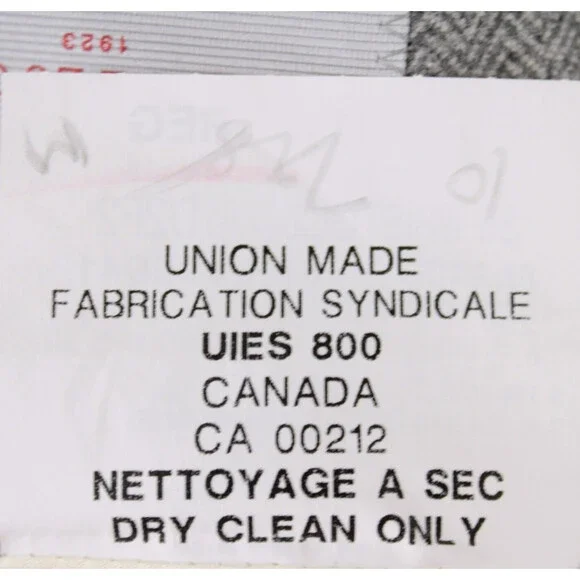 1923
UNION MADE
FABRICATION SYNDICALE
UIES 800
CANADA
CA 00212
NETTOYAGE A SEC
DRY CLEAN ONLY